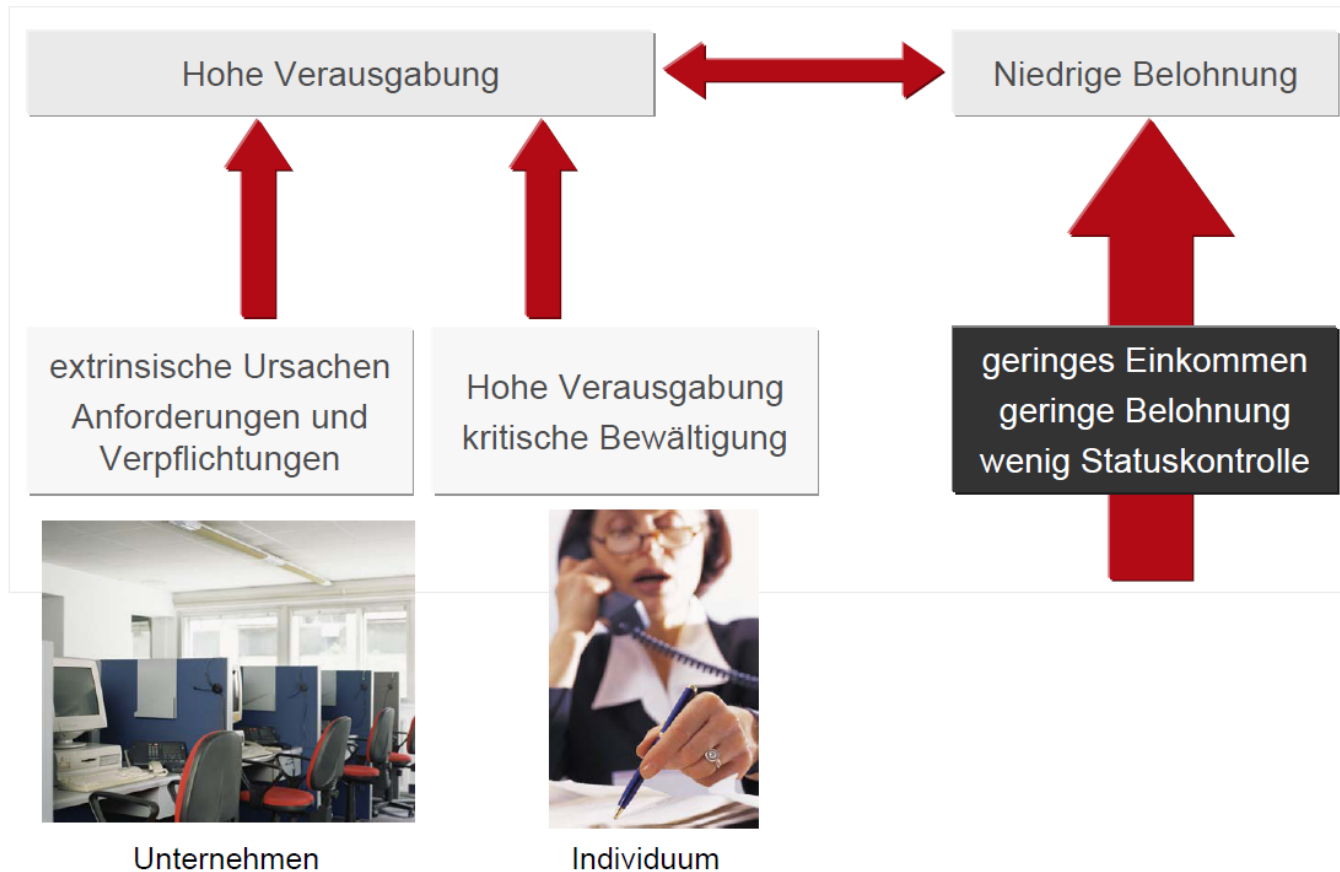 Hohe Verausgabung
Niedrige Belohnung
extrinsische Ursachen
Anforderungen und
Verpflichtungen
Hohe Verausgabung
kritische Bewältigung
geringes Einkommen
geringe Belohnung
wenig Statuskontrolle
Unternehmen
Individuum